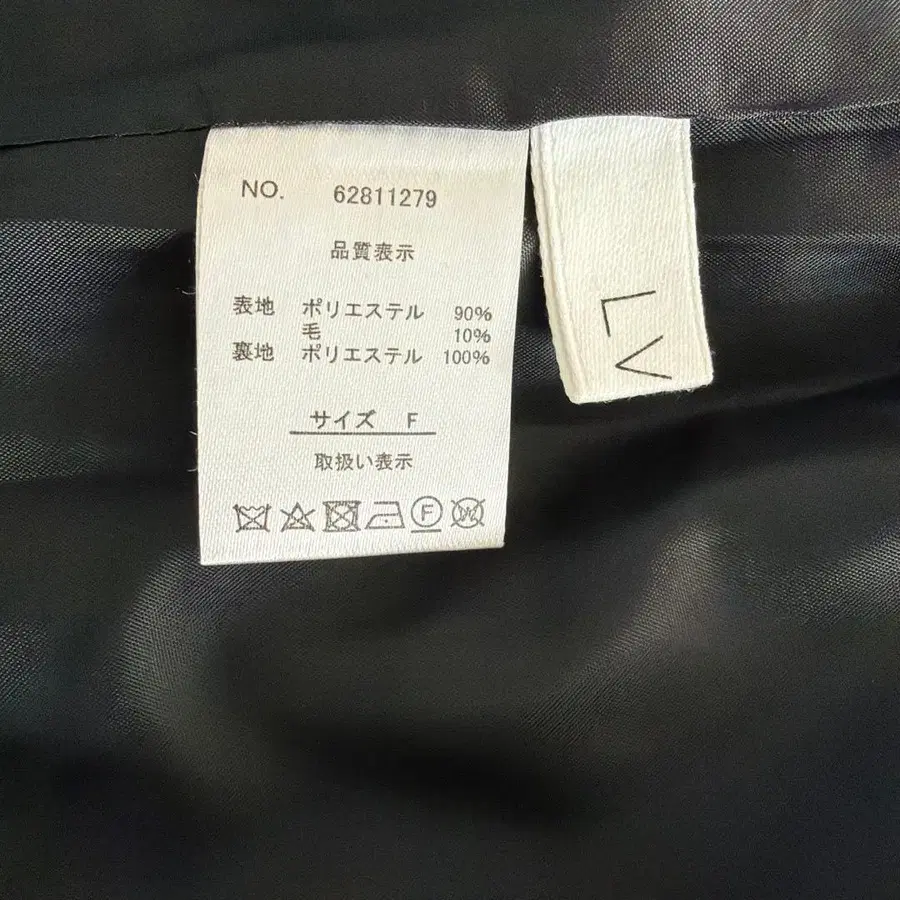 NO. 62811279
品質表示
表地 ポリエステル 90%
毛 10%
裏地 ポリエステル 100%
サイズ F
取扱い表示
F W
LV